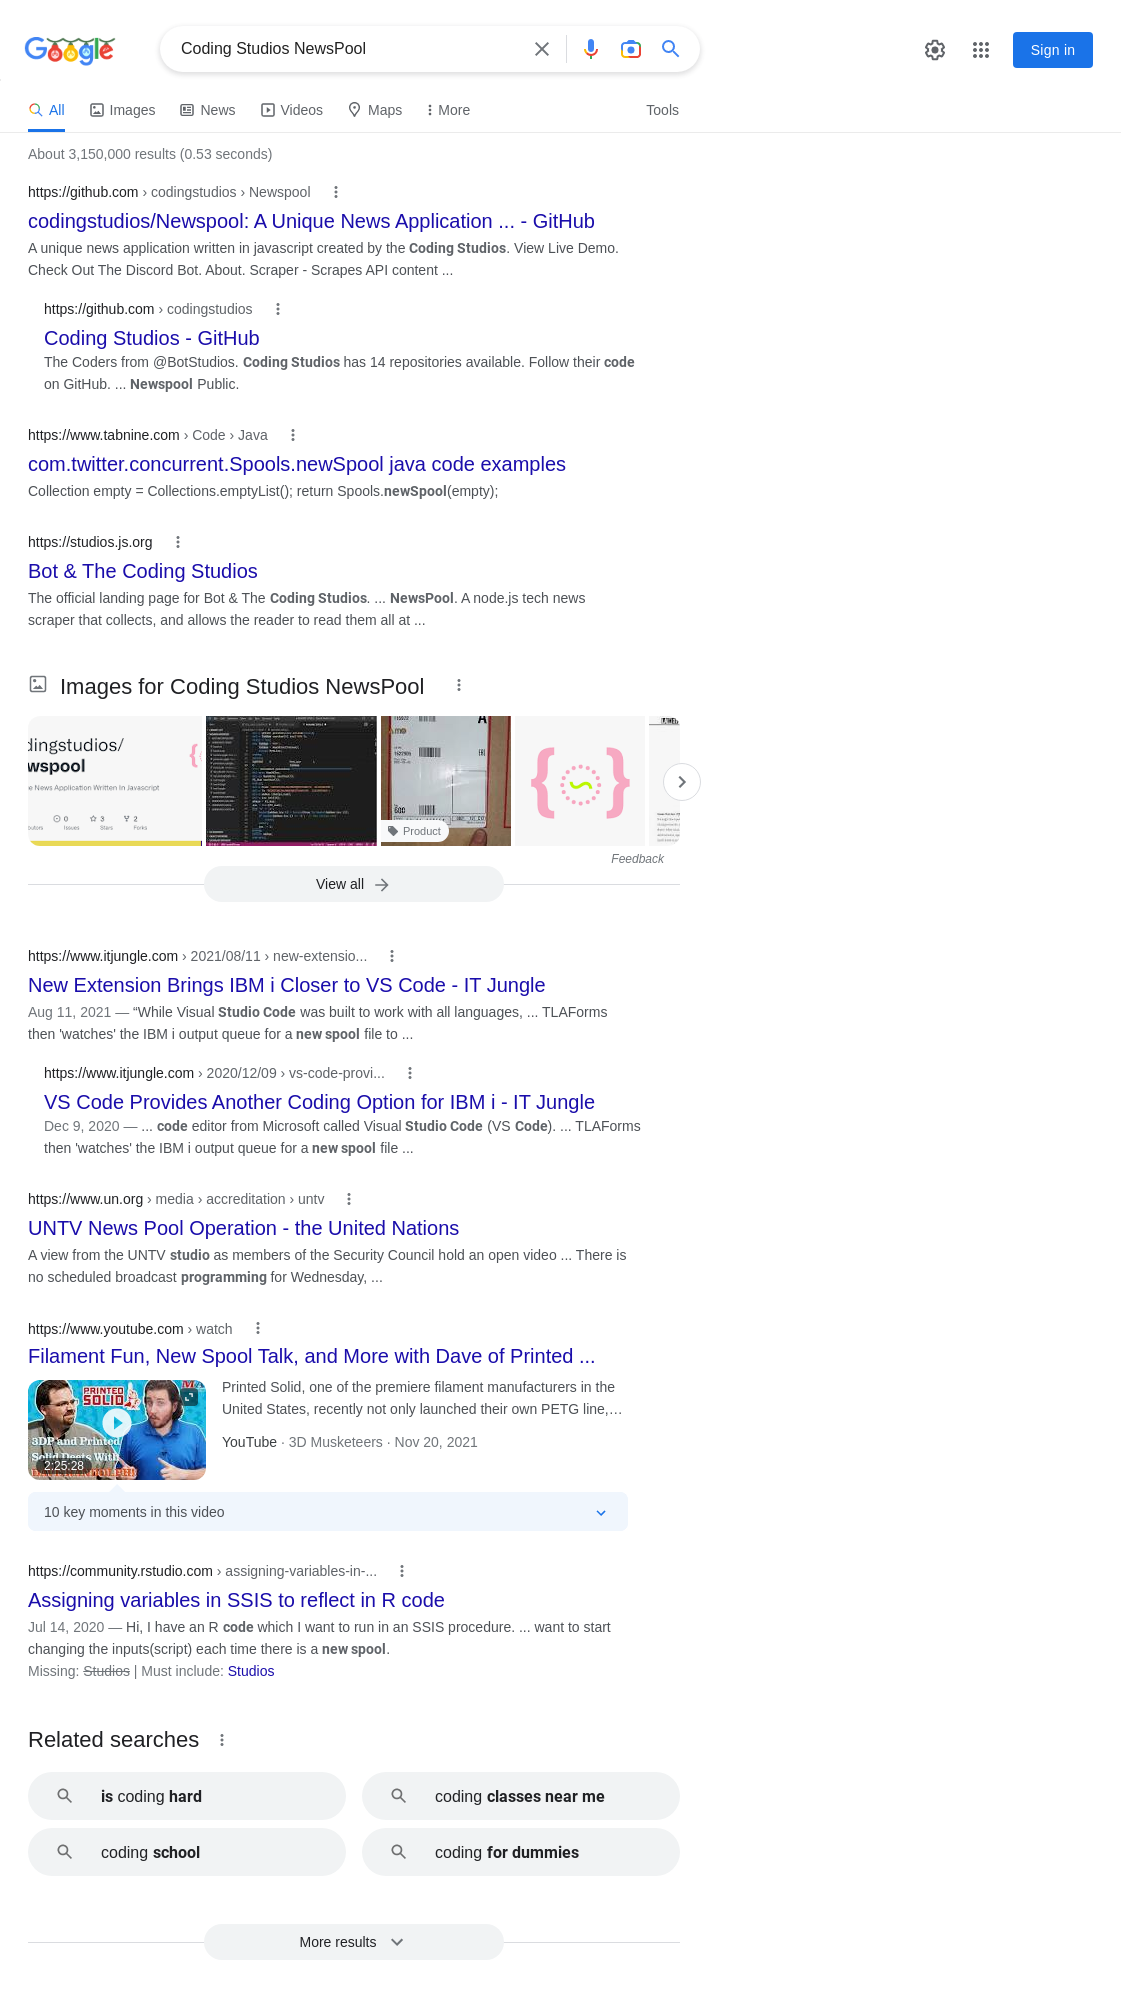 Google
Coding Studios NewsPool
Sign in
All
Images
News
Videos
Maps
More
Tools
About 3,150,000 results (0.53 seconds)
https://github.com › codingstudios › Newspool
codingstudios/Newspool: A Unique News Application ... - GitHub
A unique news application written in javascript created by the Coding Studios. View Live Demo.
Check Out The Discord Bot. About. Scraper - Scrapes API content ...
https://github.com › codingstudios
Coding Studios - GitHub
The Coders from @BotStudios. Coding Studios has 14 repositories available. Follow their code
on GitHub. ... Newspool Public.
https://www.tabnine.com › Code › Java
com.twitter.concurrent.Spools.newSpool java code examples
Collection empty = Collections.emptyList(); return Spools.newSpool(empty);
https://studios.js.org
Bot & The Coding Studios
The official landing page for Bot & The Coding Studios. ... NewsPool. A node.js tech news
scraper that collects, and allows the reader to read them all at ...
Images for Coding Studios NewsPool
dingstudios/
wspool
e News Application Written In Javascript
0
3
2
Issues
Stars
Forks
Product
Feedback
View all
https://www.itjungle.com › 2021/08/11 › new-extensio...
New Extension Brings IBM i Closer to VS Code - IT Jungle
Aug 11, 2021 — “While Visual Studio Code was built to work with all languages, ... TLAForms
then 'watches' the IBM i output queue for a new spool file to ...
https://www.itjungle.com › 2020/12/09 › vs-code-provi...
VS Code Provides Another Coding Option for IBM i - IT Jungle
Dec 9, 2020 — ... code editor from Microsoft called Visual Studio Code (VS Code). ... TLAForms
then 'watches' the IBM i output queue for a new spool file ...
https://www.un.org › media › accreditation › untv
UNTV News Pool Operation - the United Nations
A view from the UNTV studio as members of the Security Council hold an open video ... There is
no scheduled broadcast programming for Wednesday, ...
https://www.youtube.com › watch
Filament Fun, New Spool Talk, and More with Dave of Printed ...
PRINTED
SOLID
3DP and Printed
Solid Deets With
2:25:28
Printed Solid, one of the premiere filament manufacturers in the
United States, recently not only launched their own PETG line,…
YouTube · 3D Musketeers · Nov 20, 2021
10 key moments in this video
https://community.rstudio.com › assigning-variables-in-...
Assigning variables in SSIS to reflect in R code
Jul 14, 2020 — Hi, I have an R code which I want to run in an SSIS procedure. ... want to start
changing the inputs(script) each time there is a new spool.
Missing: Studios | Must include: Studios
Related searches
is coding hard
coding classes near me
coding school
coding for dummies
More results